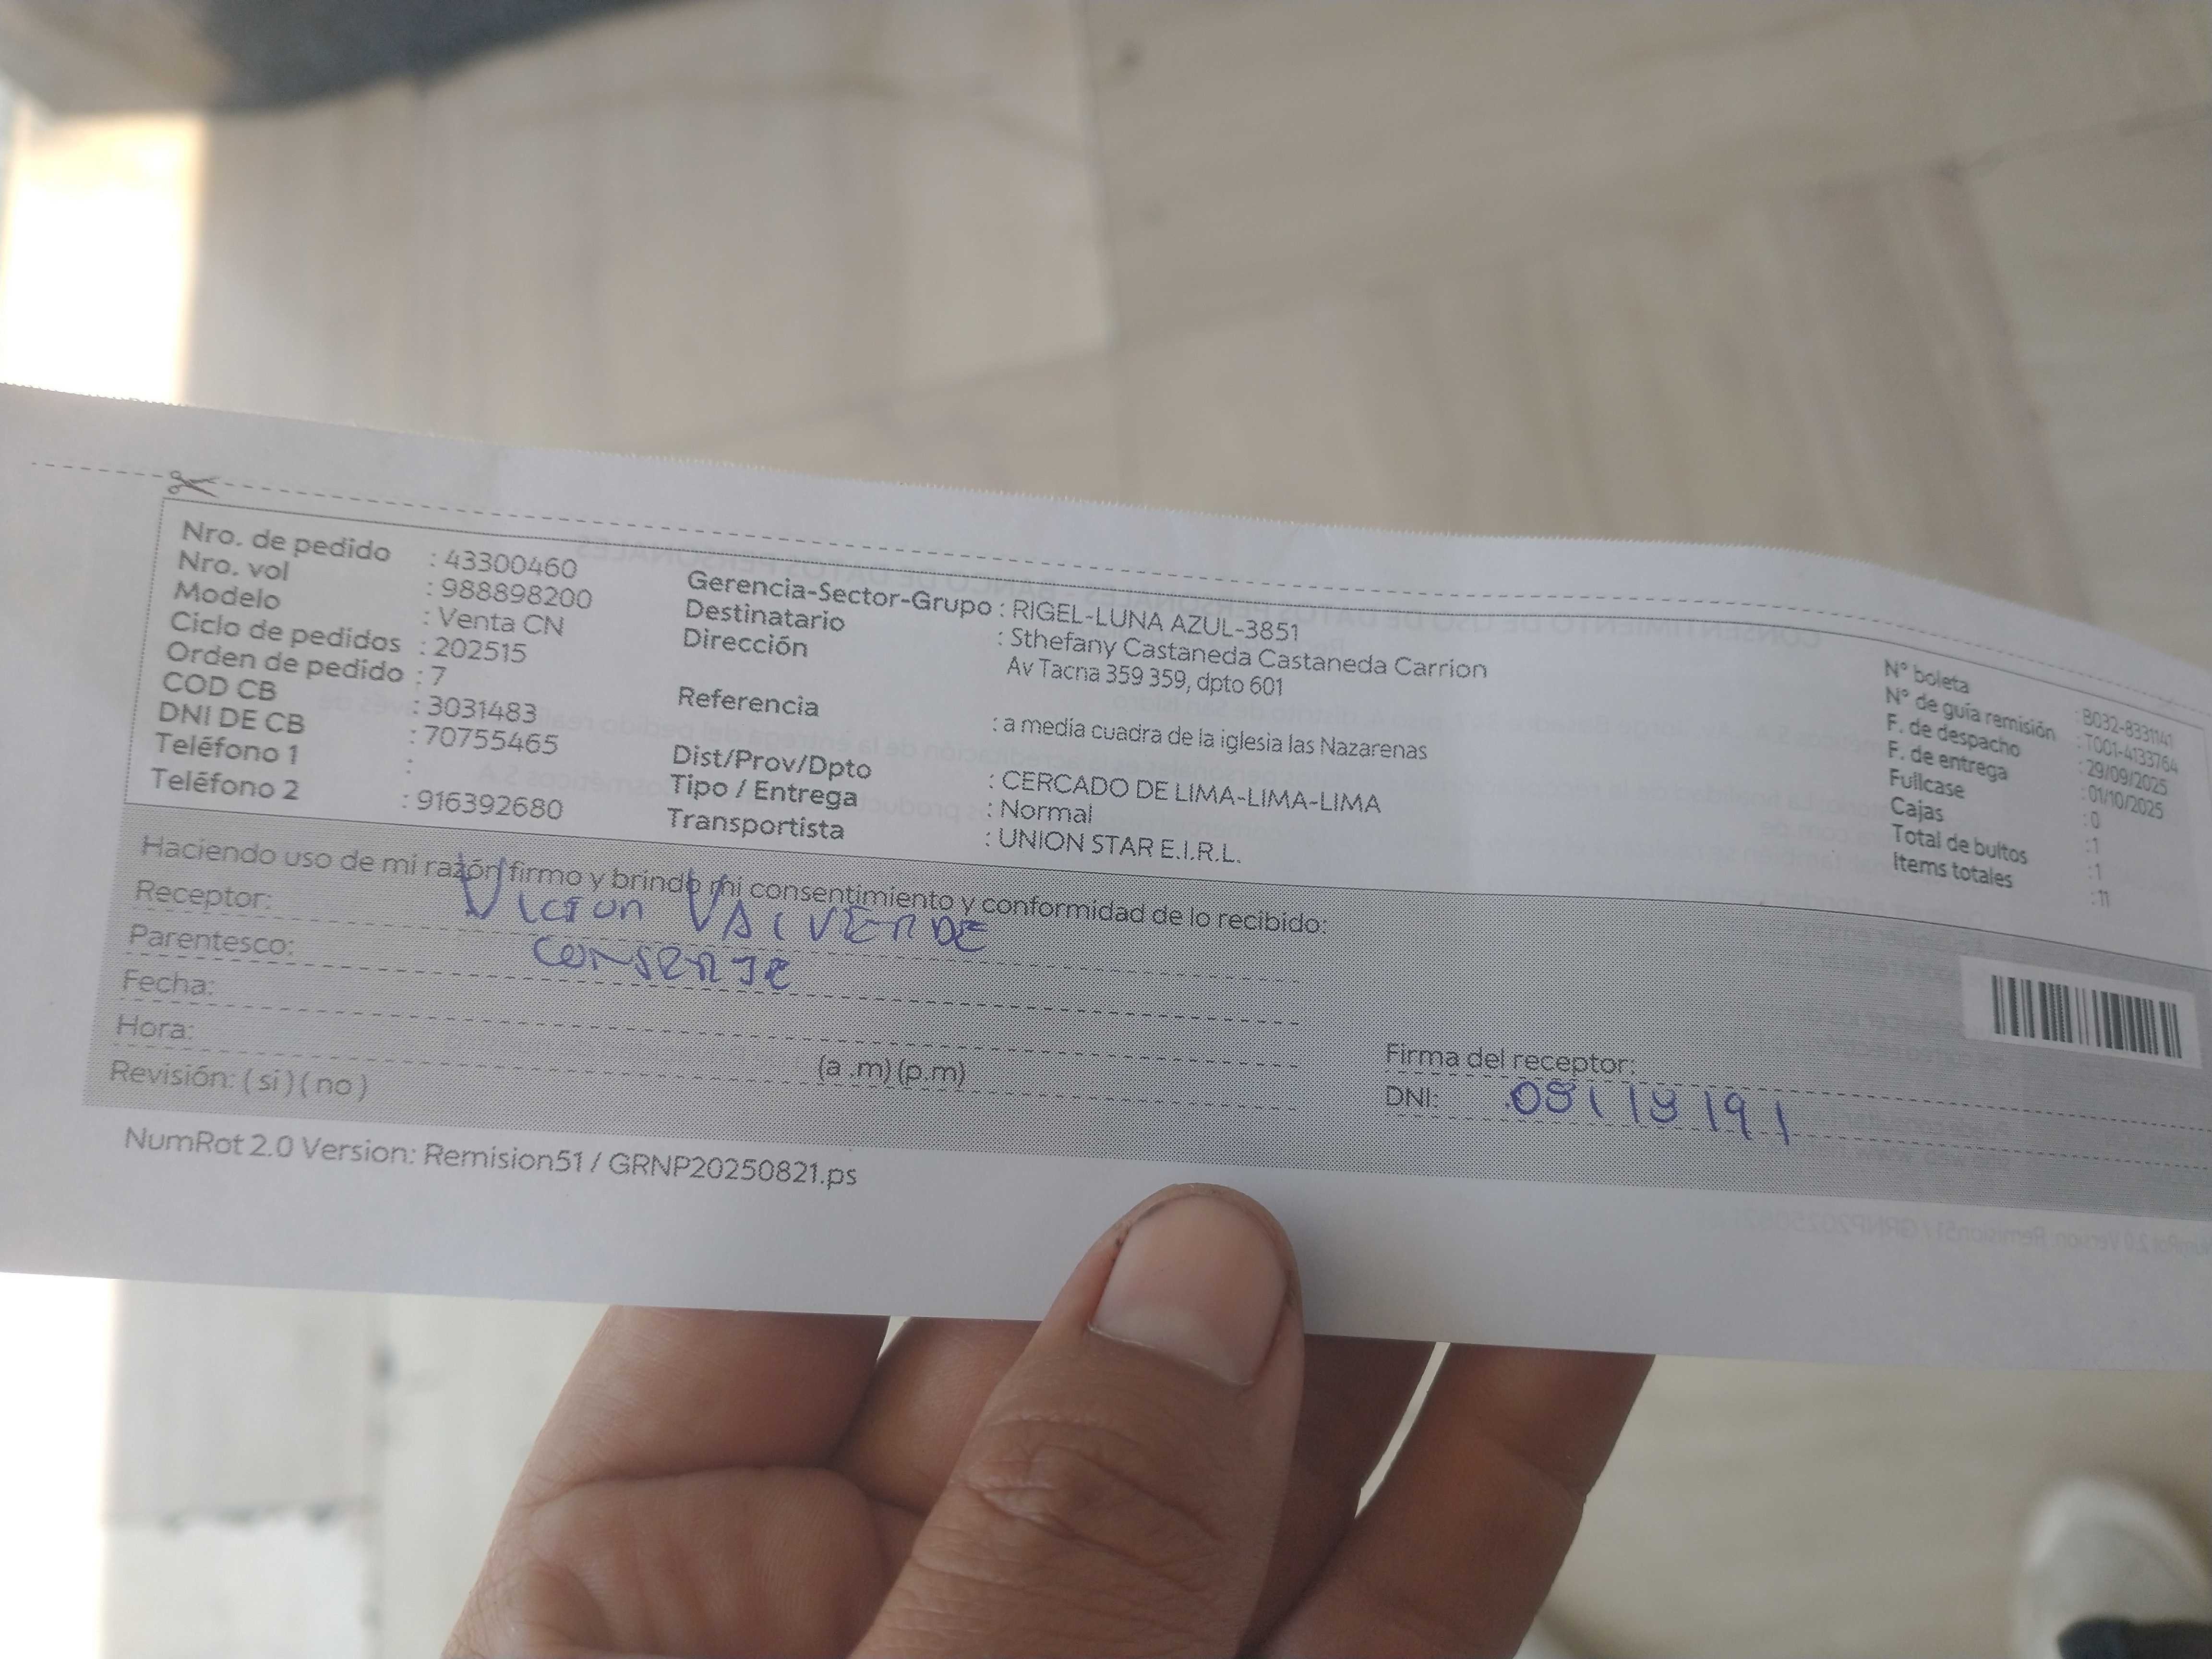 Nro. de pedido : 43300460
Nro. vol : 988898200
Modelo : Venta CN
Ciclo de pedidos : 202515
Orden de pedido : 7
COD CB : 3031483
DNI DE CB : 70755465
Teléfono 1 :
Teléfono 2 : 916392680
Gerencia-Sector-Grupo : RIGEL-LUNA AZUL-3851
Destinatario : Sthefany Castaneda Castaneda Carrion
Dirección Av Tacna 359 359, dpto 601
Referencia : a media cuadra de la iglesia las Nazarenas
Dist/Prov/Dpto : CERCADO DE LIMA-LIMA-LIMA
Tipo / Entrega : Normal
Transportista : UNION STAR E.I.R.L.
N° boleta : B032-8331141
N° de guía remisión : T001-4133764
F. de despacho : 29/09/2025
F. de entrega : 01/10/2025
Fullcase : 0
Cajas : 1
Total de bultos : 1
Items totales : 11
Haciendo uso de mi razón firmo y brindo mi consentimiento y conformidad de lo recibido:
Receptor: VICTOR VALVERDE
Parentesco: CONSERJE
Fecha:
Hora: (a .m) (p.m)
Revisión: ( si ) ( no )
Firma del receptor:
DNI:
NumRot 2.0 Version: Remision51 / GRNP20250821.ps